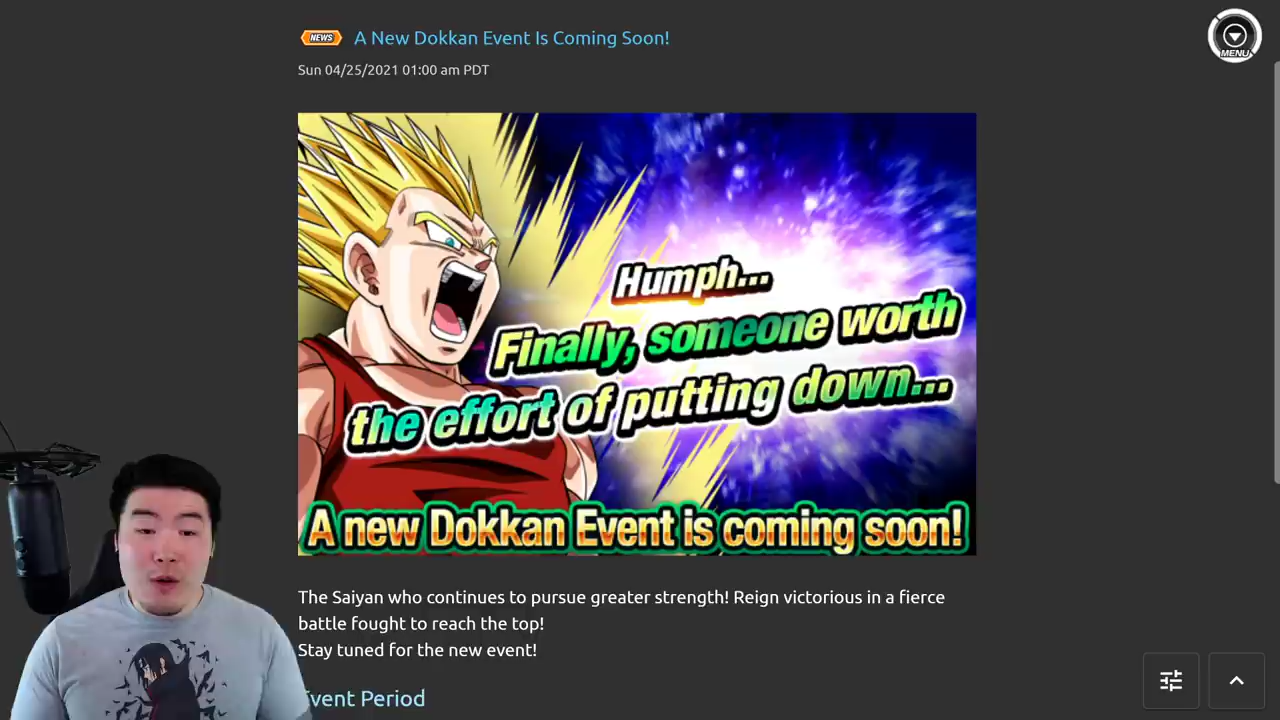 NEWS A New Dokkan Event Is Coming Soon!
MENU
Sun 04/25/2021 01:00 am PDT
Humph...
Finally, someone worth
the effort of putting down...
A new Dokkan Event is coming soon!
The Saiyan who continues to pursue greater strength! Reign victorious in a fierce
battle fought to reach the top!
Stay tuned for the new event!
Event Period